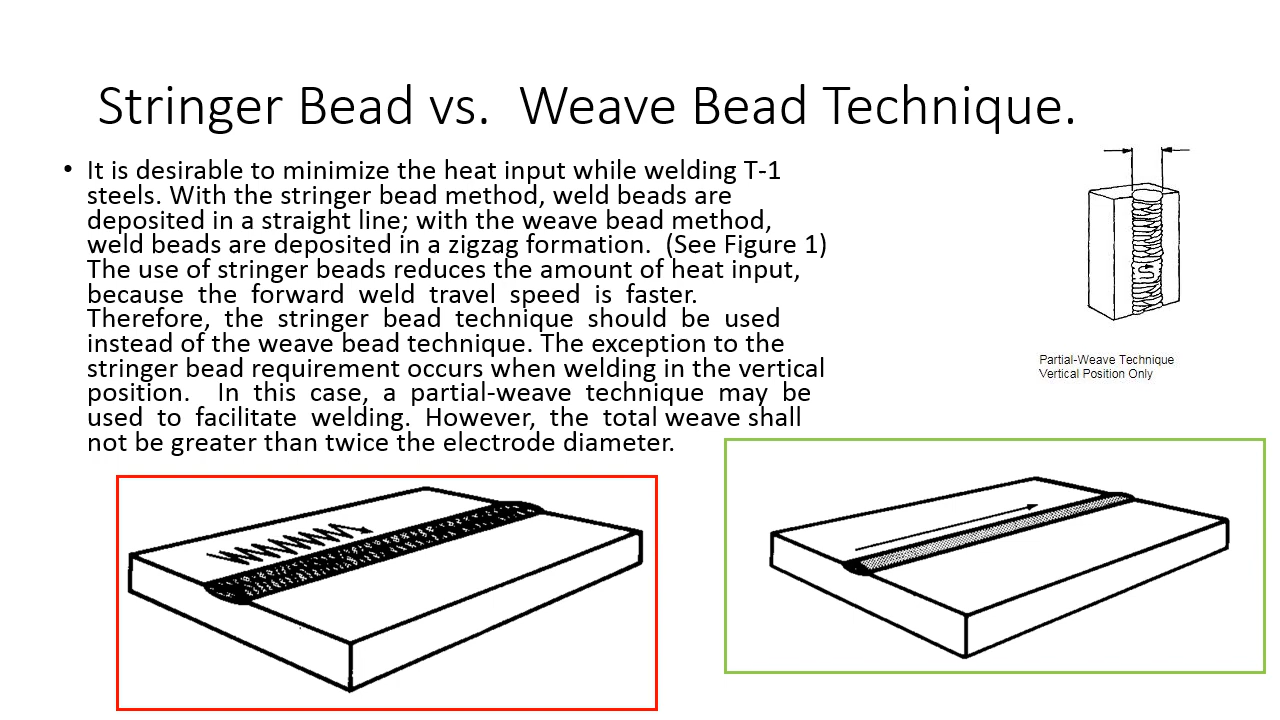 Stringer Bead vs.  Weave Bead Technique.
• It is desirable to minimize the heat input while welding T-1
steels. With the stringer bead method, weld beads are
deposited in a straight line; with the weave bead method,
weld beads are deposited in a zigzag formation.  (See Figure 1)
The use of stringer beads reduces the amount of heat input,
because  the  forward  weld  travel  speed  is  faster.
Therefore,  the  stringer  bead  technique  should  be  used
instead of the weave bead technique. The exception to the
stringer bead requirement occurs when welding in the vertical
position.    In  this  case,  a  partial-weave  technique  may  be
used  to  facilitate  welding.  However,  the  total weave shall
not be greater than twice the electrode diameter.
Partial-Weave Technique
Vertical Position Only